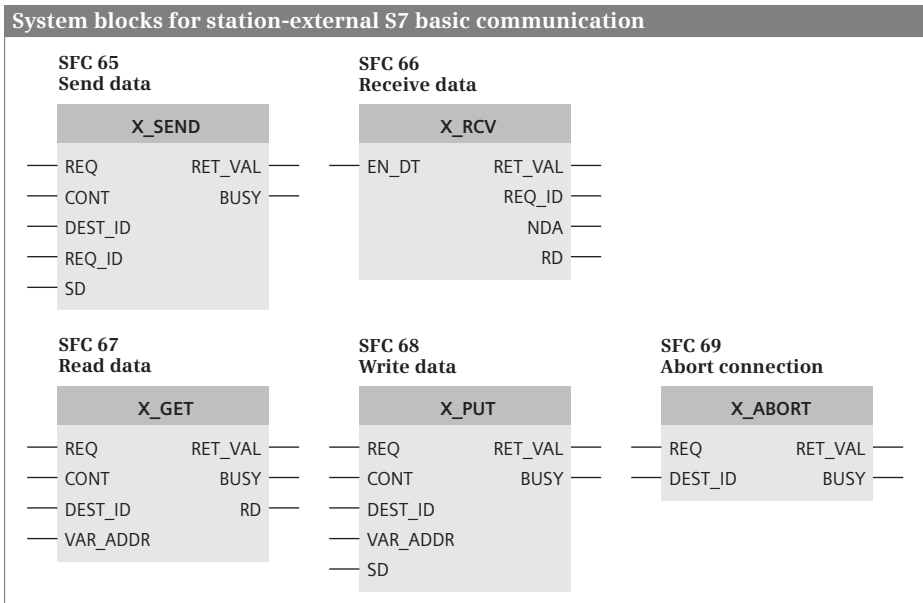 System blocks for station-external S7 basic communication
SFC 65
Send data
X_SEND
REQ RET_VAL
CONT BUSY
DEST_ID
REQ_ID
SD
SFC 66
Receive data
X_RCV
EN_DT RET_VAL
REQ_ID
NDA
RD
SFC 67
Read data
X_GET
REQ RET_VAL
CONT BUSY
DEST_ID RD
VAR_ADDR
SFC 68
Write data
X_PUT
REQ RET_VAL
CONT BUSY
DEST_ID
VAR_ADDR
SD
SFC 69
Abort connection
X_ABORT
REQ RET_VAL
DEST_ID BUSY